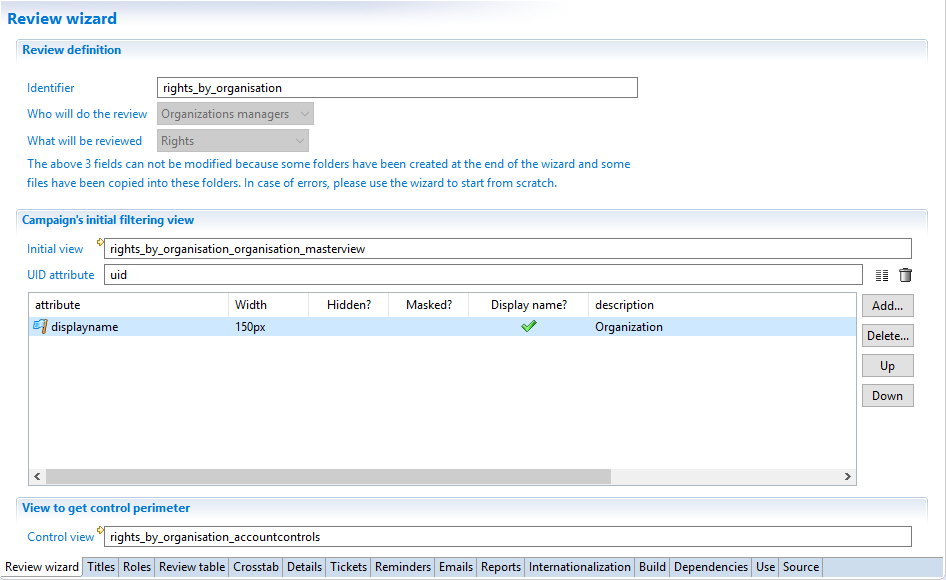 Review wizard
Review definition
Identifier rights_by_organisation
Who will do the review Organizations managers
What will be reviewed Rights
The above 3 fields can not be modified because some folders have been created at the end of the wizard and some
files have been copied into these folders. In case of errors, please use the wizard to start from scratch.
Campaign's initial filtering view
Initial view rights_by_organisation_organisation_masterview
UID attribute uid
attribute Width Hidden? Masked? Display name? description Add...
displayname 150px Organization
Delete...
Up
Down
View to get control perimeter
Control view rights_by_organisation_accountcontrols
Review wizard Titles Roles Review table Crosstab Details Tickets Reminders Emails Reports Internationalization Build Dependencies Use Source